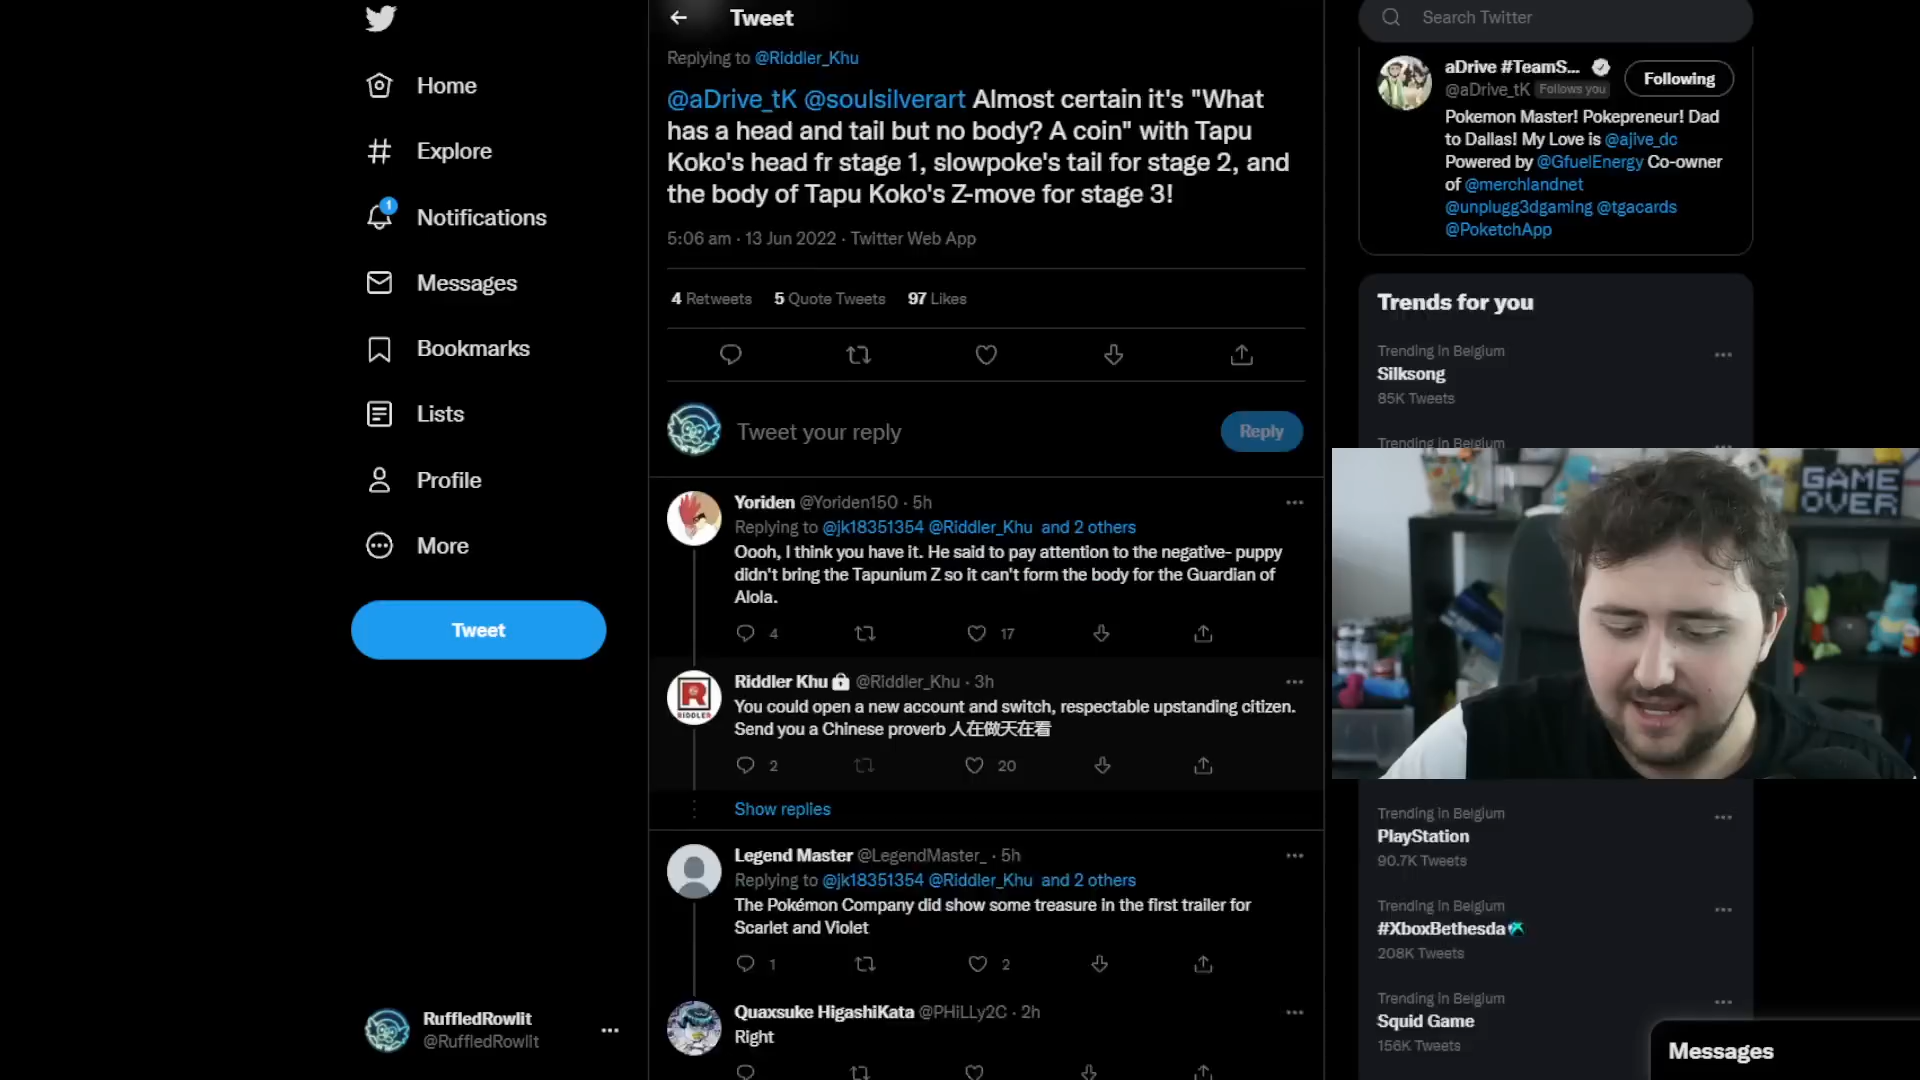 Home
Explore
1
Notifications
Messages
Bookmarks
Lists
Profile
More
Tweet
RuffledRowlit
@RuffledRowlit
Tweet
Replying to @Riddler_Khu
@aDrive_tK @soulsilverart Almost certain it's "What
has a head and tail but no body? A coin" with Tapu
Koko's head fr stage 1, slowpoke's tail for stage 2, and
the body of Tapu Koko's Z-move for stage 3!
5:06 am · 13 Jun 2022 · Twitter Web App
4 Retweets 5 Quote Tweets 97 Likes
Tweet your reply
Reply
Yoriden @Yoriden150 · 5h
Replying to @jk18351354 @Riddler_Khu and 2 others
Oooh, I think you have it. He said to pay attention to the negative- puppy
didn't bring the Tapunium Z so it can't form the body for the Guardian of
Alola.
4 17
RIDDLER
Riddler Khu @Riddler_Khu · 3h
You could open a new account and switch, respectable upstanding citizen.
Send you a Chinese proverb 人在做天在看
2 20
Show replies
Legend Master @LegendMaster_ · 5h
Replying to @jk18351354 @Riddler_Khu and 2 others
The Pokémon Company did show some treasure in the first trailer for
Scarlet and Violet
1 2
Quaxsuke HigashiKata @PHiLLy2C · 2h
Right
Search Twitter
aDrive #TeamS...
@aDrive_tK Follows you
Following
Pokemon Master! Pokepreneur! Dad
to Dallas! My Love is @ajive_dc
Powered by @GfuelEnergy Co-owner
of @merchlandnet
@unplugg3dgaming @tgacards
@PoketchApp
Trends for you
Trending in Belgium
Silksong
85K Tweets
Trending in Belgium
GAME
OVER
Trending in Belgium
PlayStation
90.7K Tweets
Trending in Belgium
#XboxBethesda
208K Tweets
Trending in Belgium
Squid Game
156K Tweets
Messages